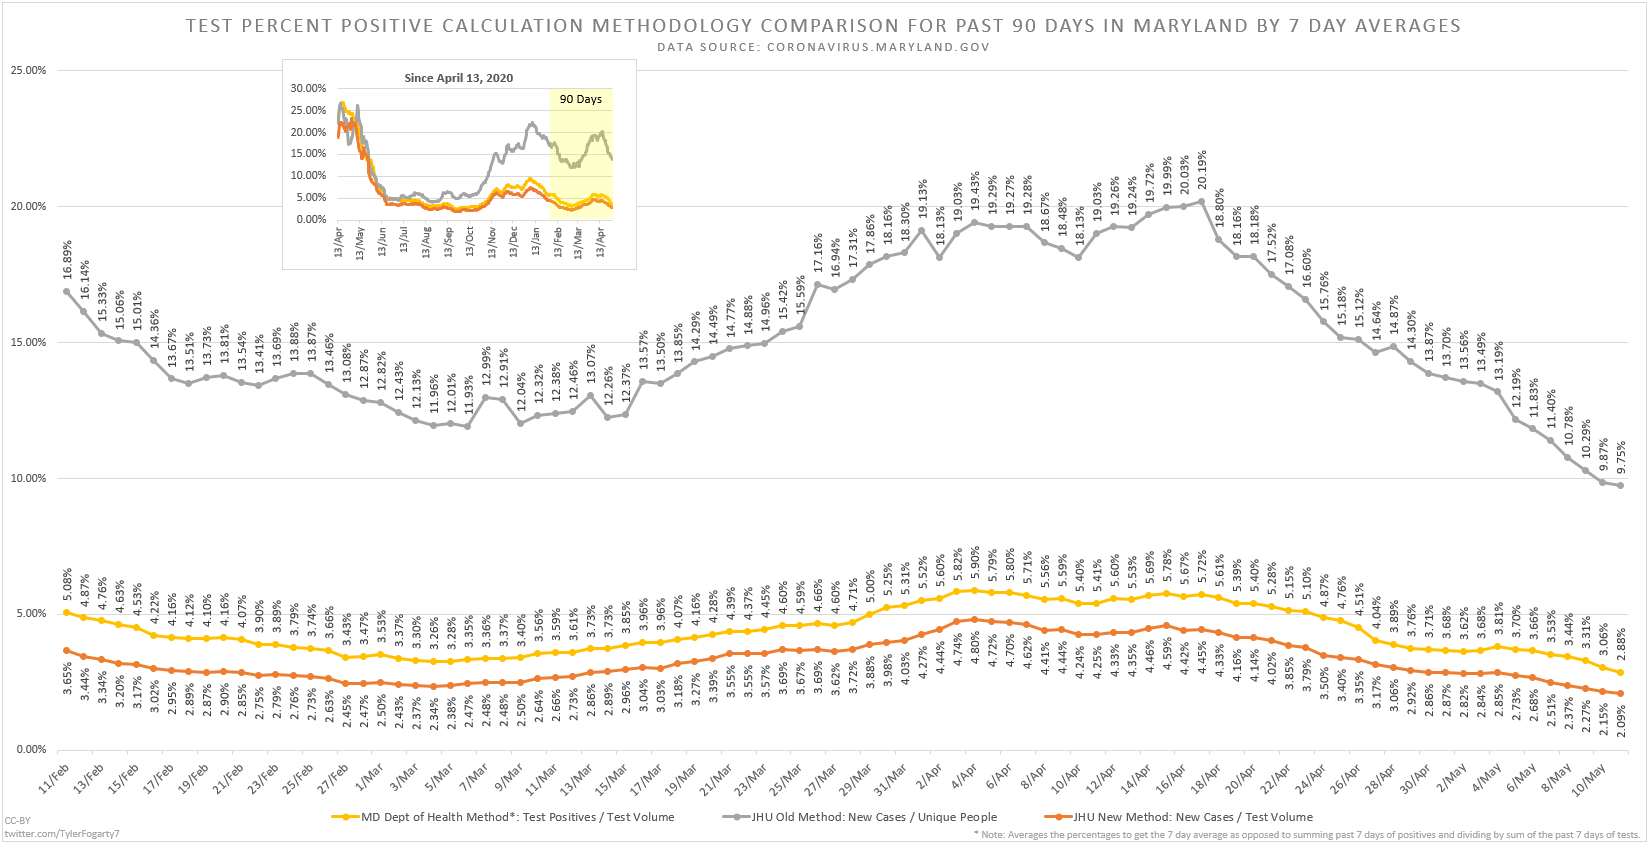 TEST PERCENT POSITIVE CALCULATION METHODOLOGY COMPARISON FOR PAST 90 DAYS IN MARYLAND BY 7 DAY AVERAGES
DATA SOURCE: CORONAVIRUS.MARYLAND.GOV
25.00%
20.00%
15.00%
10.00%
5.00%
0.00%
Since April 13, 2020
90 Days
30.00%
25.00%
20.00%
15.00%
10.00%
5.00%
0.00%
13/Apr 13/May 13/Jun 13/Jul 13/Aug 13/Sep 13/Oct 13/Nov 13/Dec 13/Jan 13/Feb 13/Mar 13/Apr
16.89% 16.14% 15.33% 15.06% 15.01% 14.36% 13.67% 13.51% 13.73% 13.81% 13.54% 13.41% 13.69% 13.88% 13.87% 13.46% 13.08% 12.87% 12.82% 12.43% 12.13% 11.96% 12.01% 11.93% 12.99% 12.91% 12.04% 12.32% 12.38% 12.46% 13.07% 12.26% 12.37% 13.57% 13.50% 13.85% 14.29% 14.49% 14.77% 14.88% 14.96% 15.42% 15.59% 17.16% 16.94% 17.31% 17.86% 18.16% 18.30% 19.13% 18.13% 19.03% 19.43% 19.29% 19.27% 19.28% 18.67% 18.48% 18.13% 19.03% 19.26% 19.24% 19.72% 19.99% 20.03% 20.19% 18.80% 18.16% 18.18% 17.52% 17.08% 16.60% 15.76% 15.18% 15.12% 14.64% 14.87% 14.30% 13.87% 13.70% 13.56% 13.49% 13.19% 12.19% 11.83% 11.40% 10.78% 10.29% 9.87% 9.75%
5.08% 4.87% 4.76% 4.63% 4.53% 4.22% 4.16% 4.12% 4.10% 4.16% 4.07% 3.90% 3.89% 3.79% 3.74% 3.66% 3.43% 3.47% 3.53% 3.37% 3.30% 3.26% 3.28% 3.35% 3.36% 3.37% 3.40% 3.56% 3.59% 3.61% 3.73% 3.73% 3.85% 3.96% 3.96% 4.07% 4.16% 4.28% 4.39% 4.37% 4.45% 4.60% 4.59% 4.66% 4.60% 4.71% 5.00% 5.25% 5.31% 5.52% 5.60% 5.82% 5.90% 5.79% 5.80% 5.71% 5.56% 5.59% 5.40% 5.41% 5.60% 5.53% 5.69% 5.78% 5.67% 5.72% 5.61% 5.39% 5.40% 5.28% 5.15% 5.10% 4.87% 4.76% 4.51% 4.04% 3.89% 3.76% 3.71% 3.68% 3.62% 3.68% 3.81% 3.70% 3.66% 3.53% 3.44% 3.31% 3.06% 2.88%
3.65% 3.44% 3.34% 3.20% 3.17% 3.02% 2.95% 2.89% 2.87% 2.90% 2.85% 2.75% 2.79% 2.76% 2.73% 2.63% 2.45% 2.47% 2.50% 2.43% 2.37% 2.34% 2.38% 2.47% 2.48% 2.48% 2.50% 2.64% 2.66% 2.73% 2.86% 2.89% 2.96% 3.04% 3.03% 3.18% 3.27% 3.39% 3.55% 3.55% 3.57% 3.69% 3.67% 3.69% 3.62% 3.72% 3.88% 3.98% 4.03% 4.27% 4.44% 4.74% 4.80% 4.72% 4.70% 4.62% 4.41% 4.44% 4.24% 4.25% 4.33% 4.35% 4.46% 4.59% 4.42% 4.45% 4.33% 4.16% 4.14% 4.02% 3.85% 3.79% 3.50% 3.40% 3.35% 3.17% 3.06% 2.92% 2.86% 2.87% 2.82% 2.84% 2.85% 2.73% 2.68% 2.51% 2.37% 2.27% 2.15% 2.09%
11/Feb 13/Feb 15/Feb 17/Feb 19/Feb 21/Feb 23/Feb 25/Feb 27/Feb 1/Mar 3/Mar 5/Mar 7/Mar 9/Mar 11/Mar 13/Mar 15/Mar 17/Mar 19/Mar 21/Mar 23/Mar 25/Mar 27/Mar 29/Mar 31/Mar 2/Apr 4/Apr 6/Apr 8/Apr 10/Apr 12/Apr 14/Apr 16/Apr 18/Apr 20/Apr 22/Apr 24/Apr 26/Apr 28/Apr 30/Apr 2/May 4/May 6/May 8/May 10/May
MD Dept of Health Method*: Test Positives / Test Volume JHU Old Method: New Cases / Unique People JHU New Method: New Cases / Test Volume
CC-BY
twitter.com/TylerFogarty7
* Note: Averages the percentages to get the 7 day average as opposed to summing past 7 days of positives and dividing by sum of the past 7 days of tests.